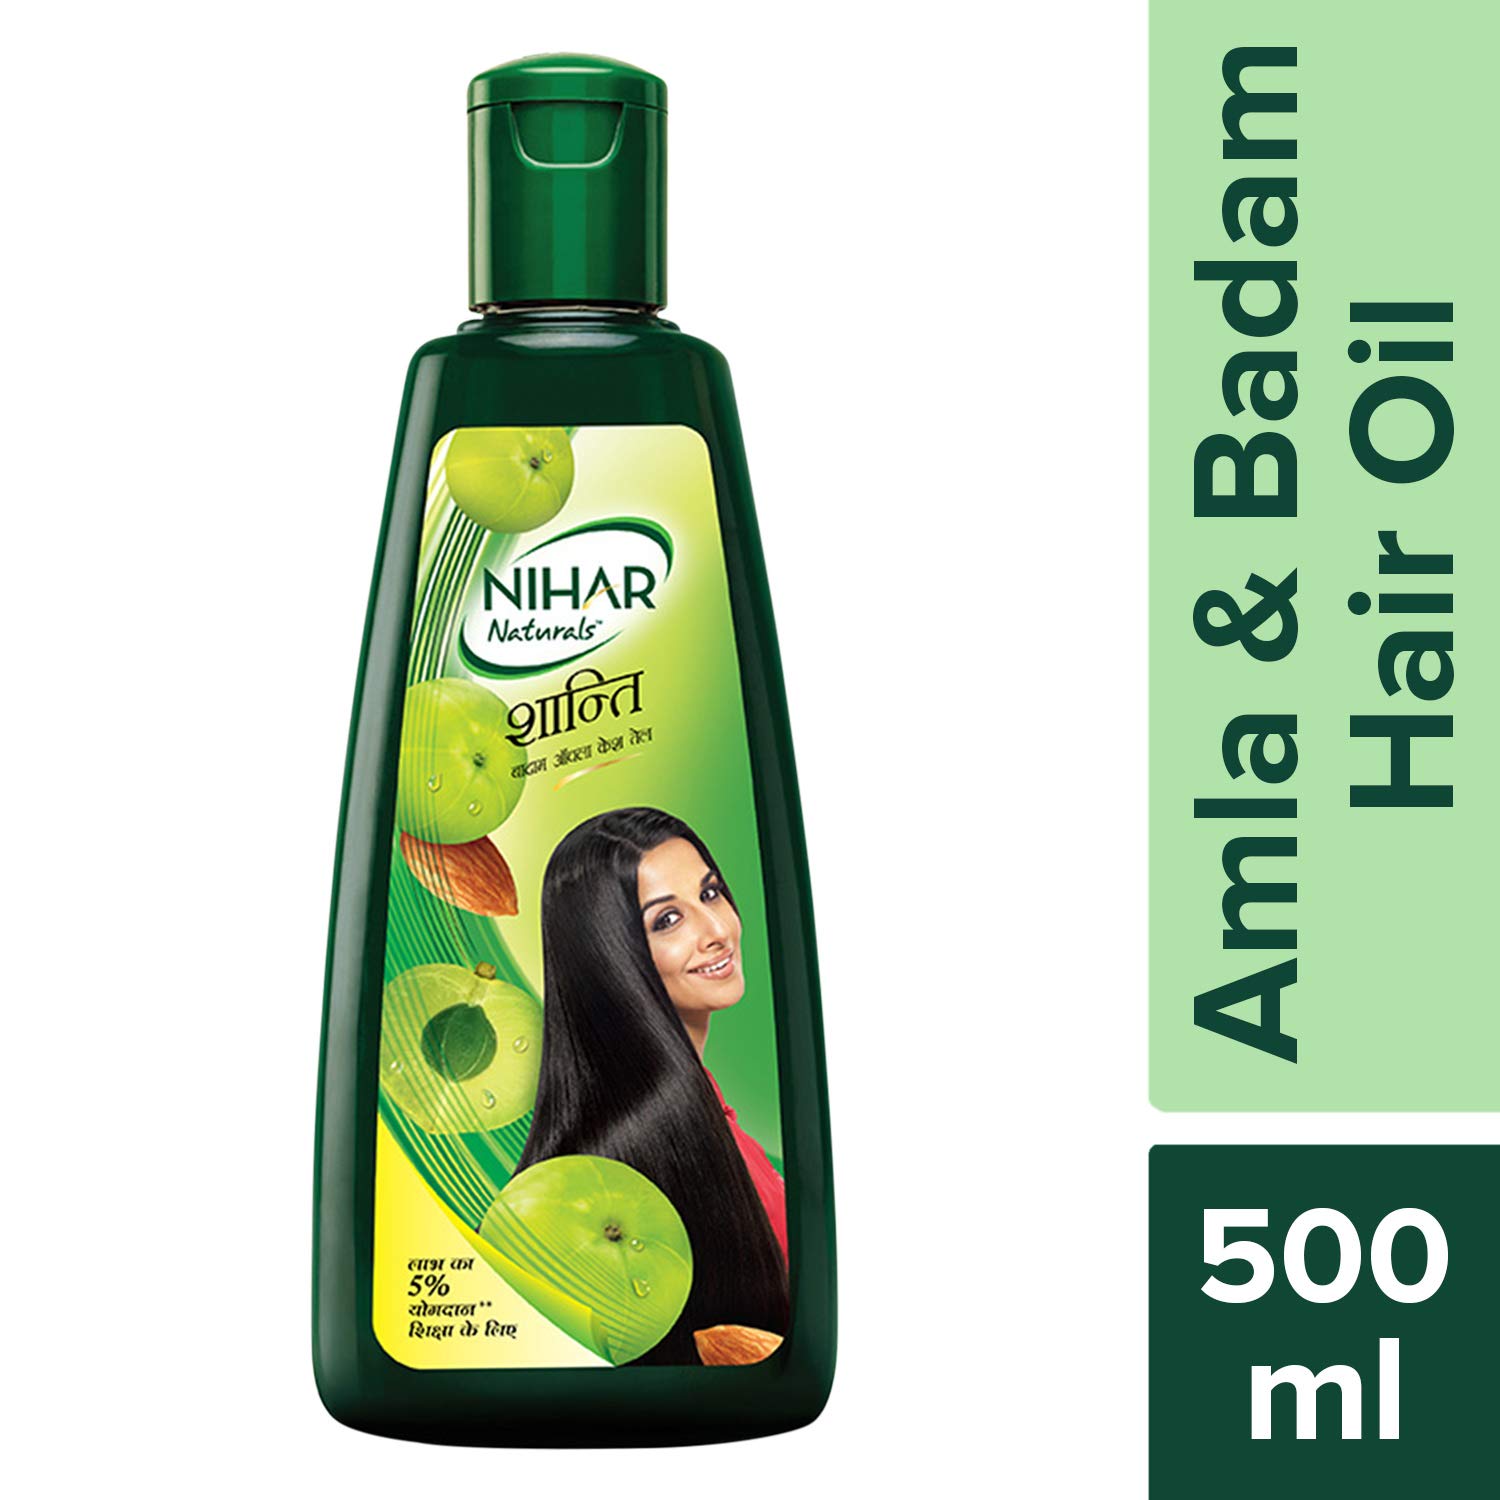 NIHAR
Naturals™
शान्ति
बादाम आँवला केश तेल
लाभ का
5%
योगदान**
शिक्षा के लिए
Amla & Badam
Hair Oil
500
ml